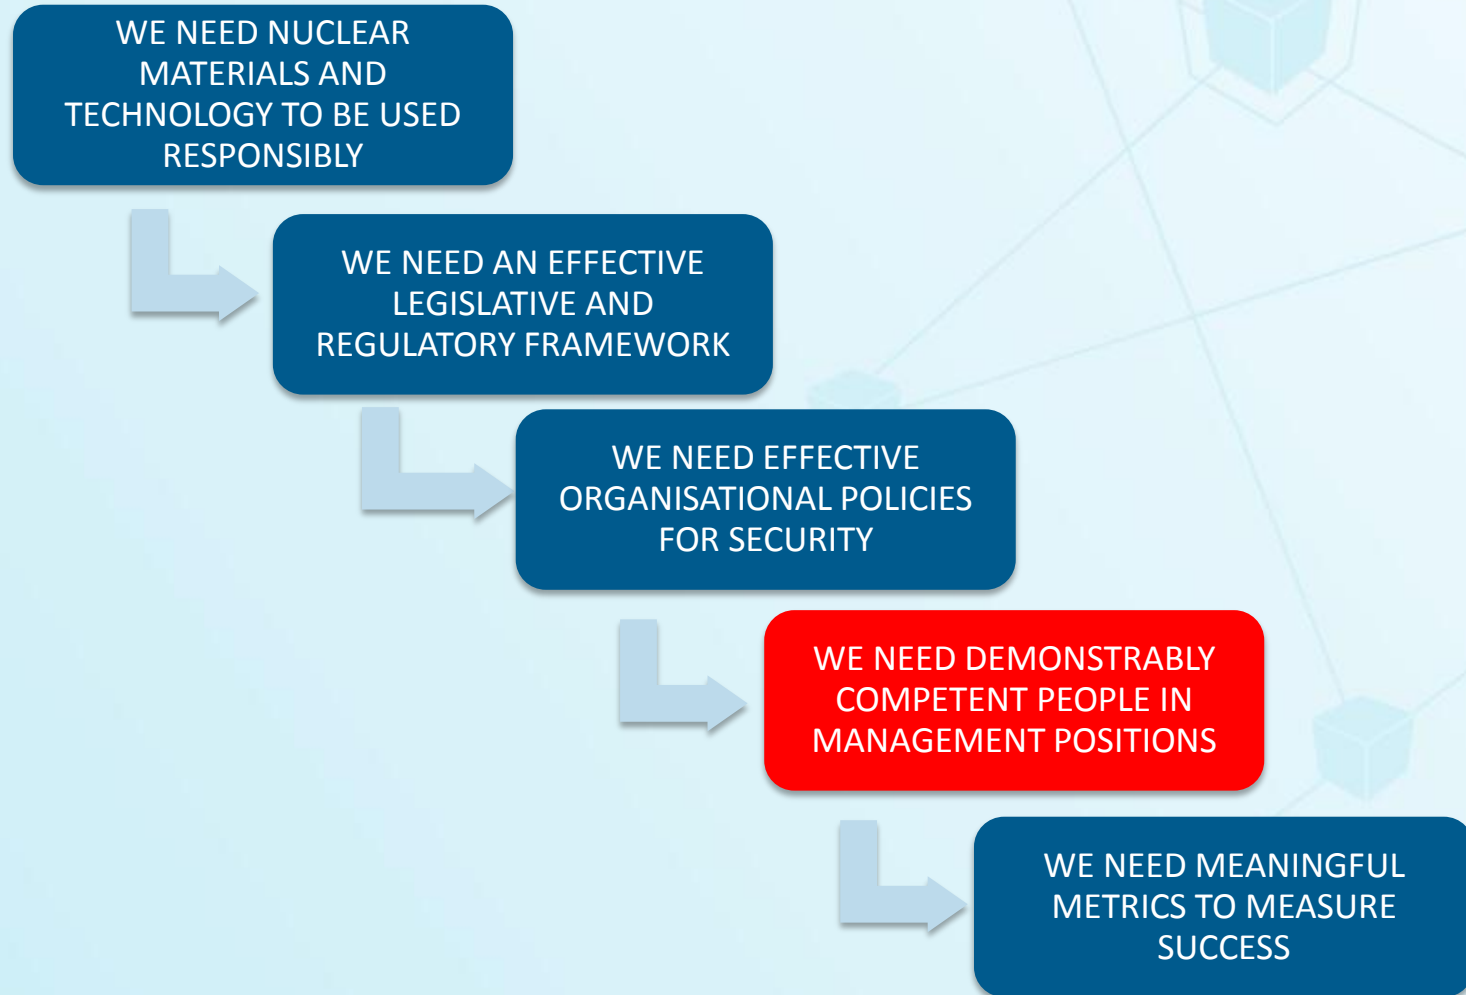 WE NEED NUCLEAR
MATERIALS AND
TECHNOLOGY TO BE USED
RESPONSIBLY
WE NEED AN EFFECTIVE
LEGISLATIVE AND
REGULATORY FRAMEWORK
WE NEED EFFECTIVE
ORGANISATIONAL POLICIES
FOR SECURITY
WE NEED DEMONSTRABLY
COMPETENT PEOPLE IN
MANAGEMENT POSITIONS
WE NEED MEANINGFUL
METRICS TO MEASURE
SUCCESS